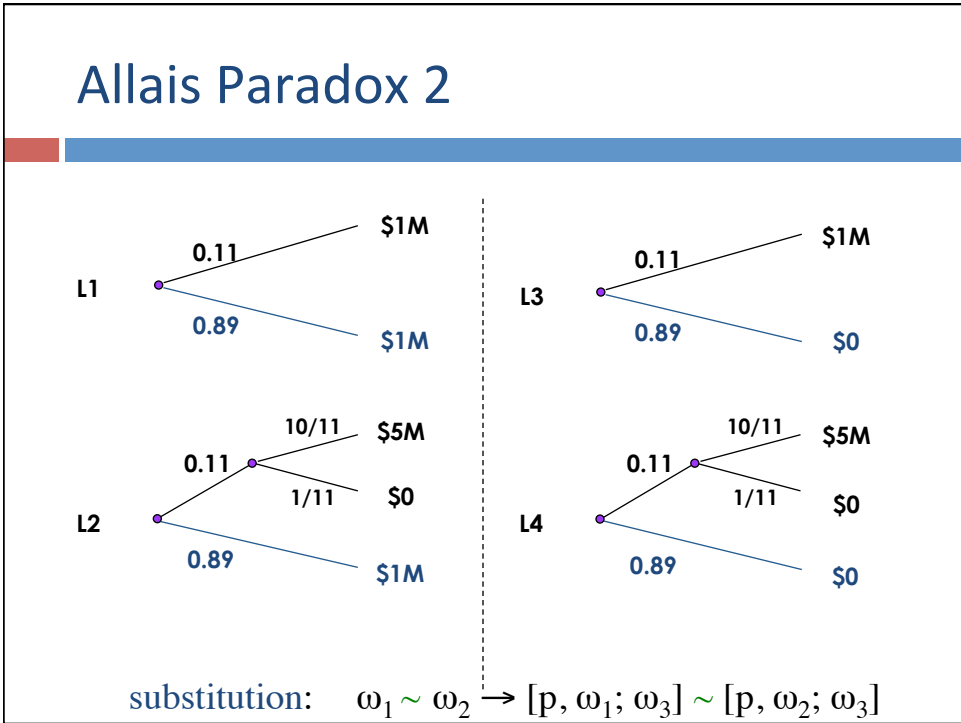 Allais Paradox 2
$1M
0.11
L1
0.89
$1M
10/11
$5M
0.11
1/11
$0
L2
0.89
$1M
$1M
0.11
L3
0.89
$0
10/11
$5M
0.11
1/11
$0
L4
0.89
$0
substitution: ω₁ ~ ω₂ → [p, ω₁; ω₃] ~ [p, ω₂; ω₃]